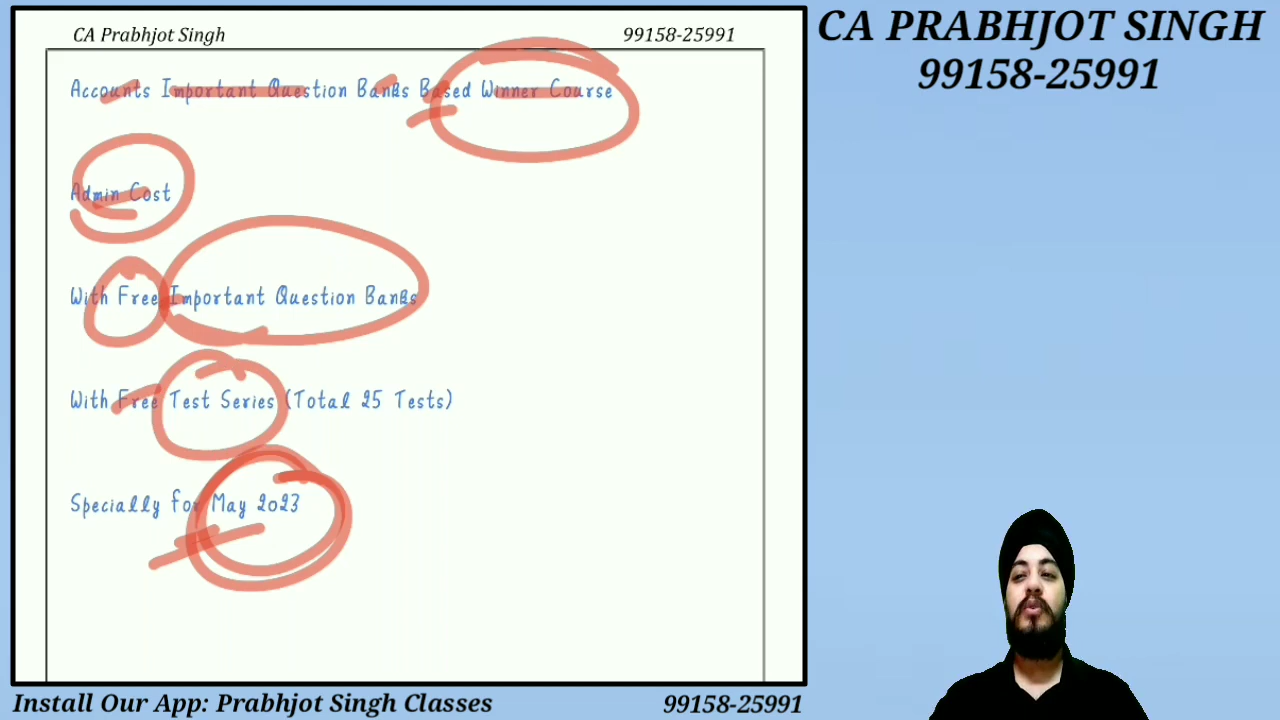 CA Prabhjot Singh 99158-25991
CA PRABHJOT SINGH
99158-25991
Accounts Important Question Banks Based Winner Course
Admin Cost
With Free Important Question Banks
With Free Test Series (Total 25 Tests)
Specially for May 2023
Install Our App: Prabhjot Singh Classes 99158-25991